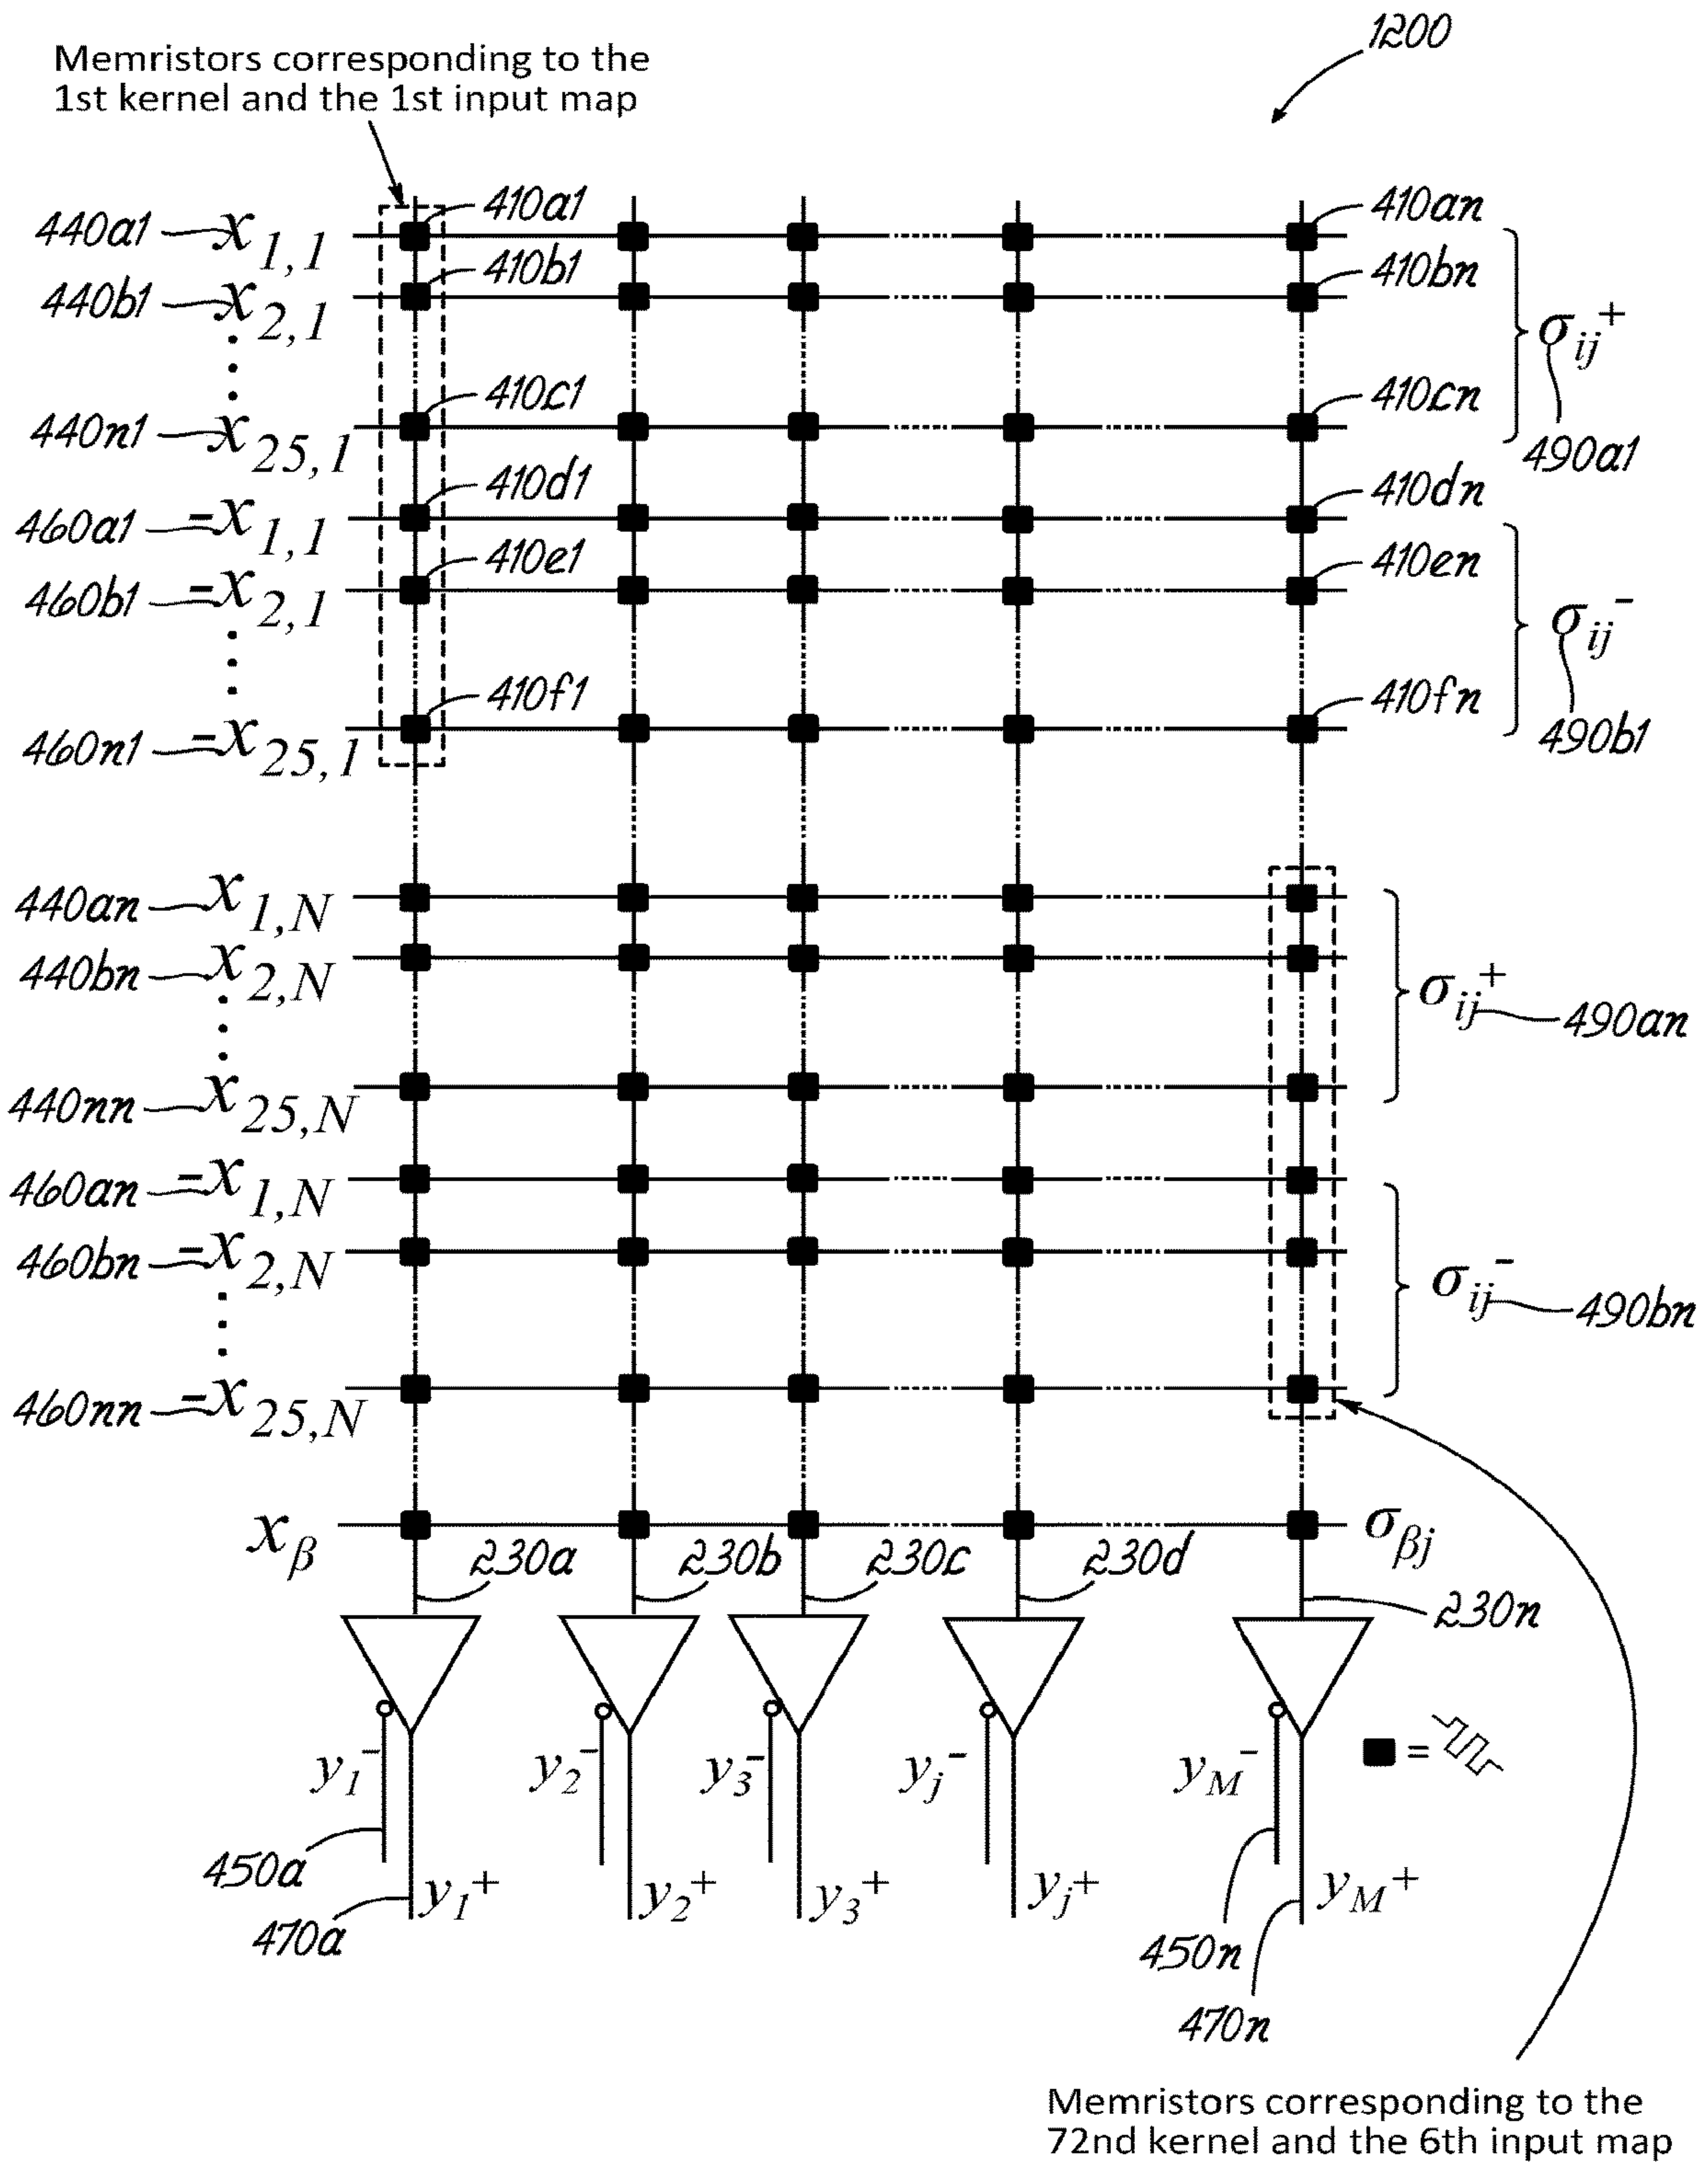 1200
Memristors corresponding to the
1st kernel and the 1st input map
440a1 x1,1 410a1 410an
440b1 x2,1 410b1 410bn
σij+
440n1 x25,1 410c1 410cn
490a1
460a1 -x1,1 410d1 410dn
460b1 -x2,1 410e1 410en
σij-
460n1 -x25,1 410f1 410fn
490b1
440an x1,N
440bn x2,N
σij+ 490an
440nn x25,N
460an -x1,N
460bn -x2,N
σij- 490bn
460nn -x25,N
xβ σβj
230a 230b 230c 230d 230n
y1- y2- y3- yj- yM- =
450a y1+ y2+ y3+ yj+ yM+
470a 450n
470n
Memristors corresponding to the
72nd kernel and the 6th input map